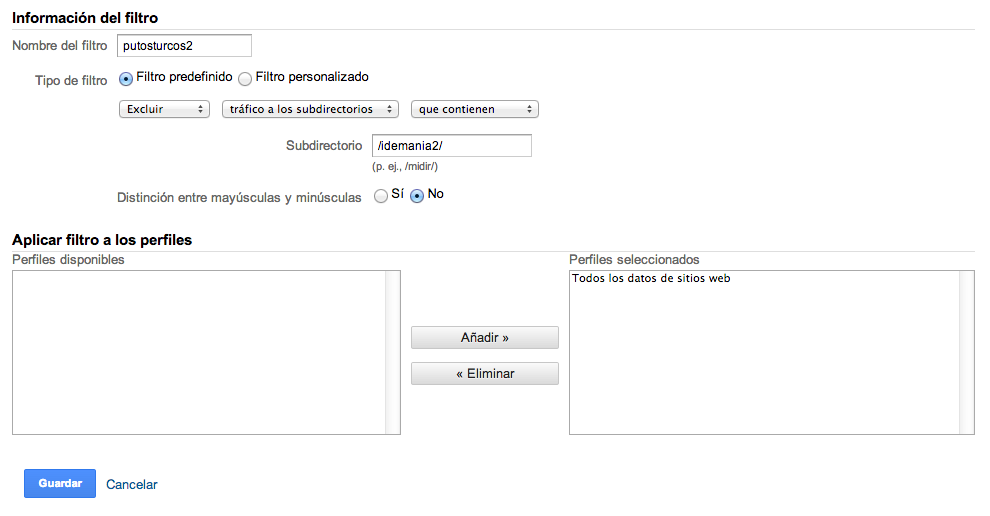 Información del filtro
Nombre del filtro putosturcos2
Tipo de filtro Filtro predefinido Filtro personalizado
Excluir tráfico a los subdirectorios que contienen
Subdirectorio /idemania2/
(p. ej., /midir/)
Distinción entre mayúsculas y minúsculas Sí No
Aplicar filtro a los perfiles
Perfiles disponibles Perfiles seleccionados
Todos los datos de sitios web
Añadir »
« Eliminar
Guardar Cancelar